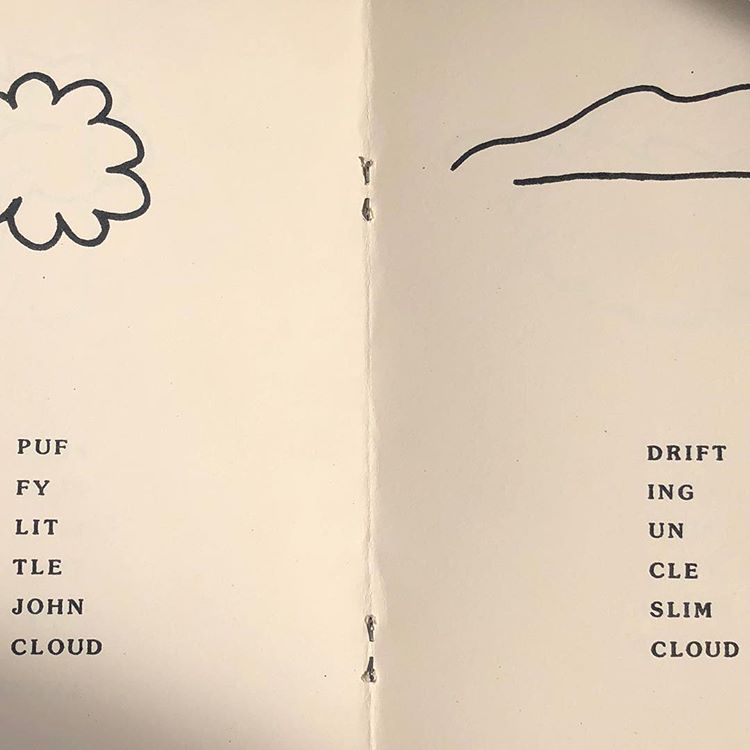 PUF
FY
LIT
TLE
JOHN
CLOUD
DRIFT
ING
UN
CLE
SLIM
CLOUD